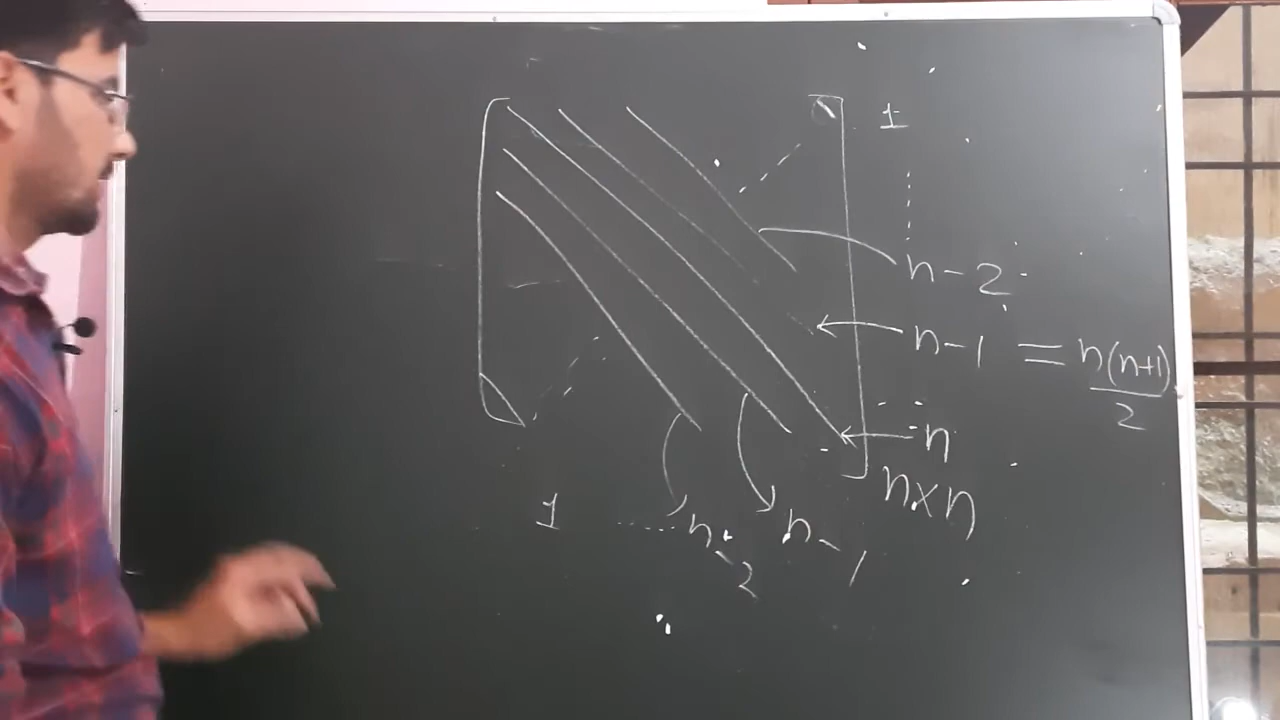 1
n-2
n-1 = n(n+1)/2
n
n×n
1 ...... n-2 n-1